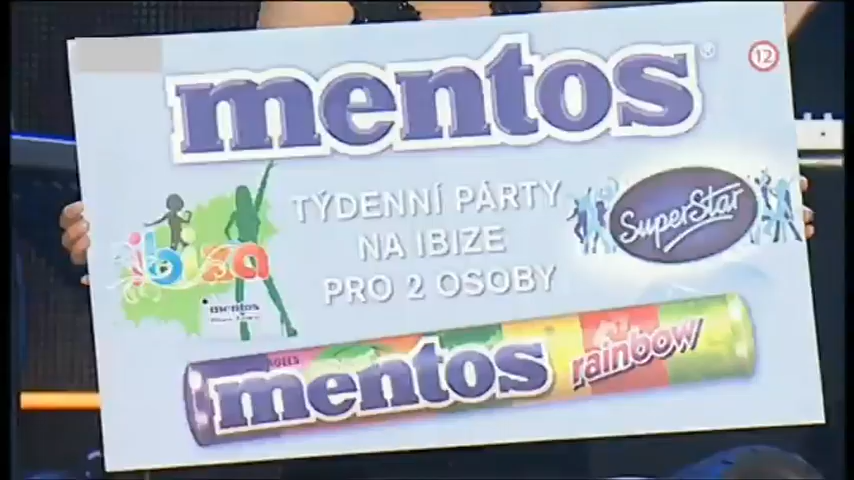 12
mentos®
TÝDENNÍ PÁRTY
NA IBIZE
PRO 2 OSOBY
ibiza
mentos
SuperStar
mentos
rainbow